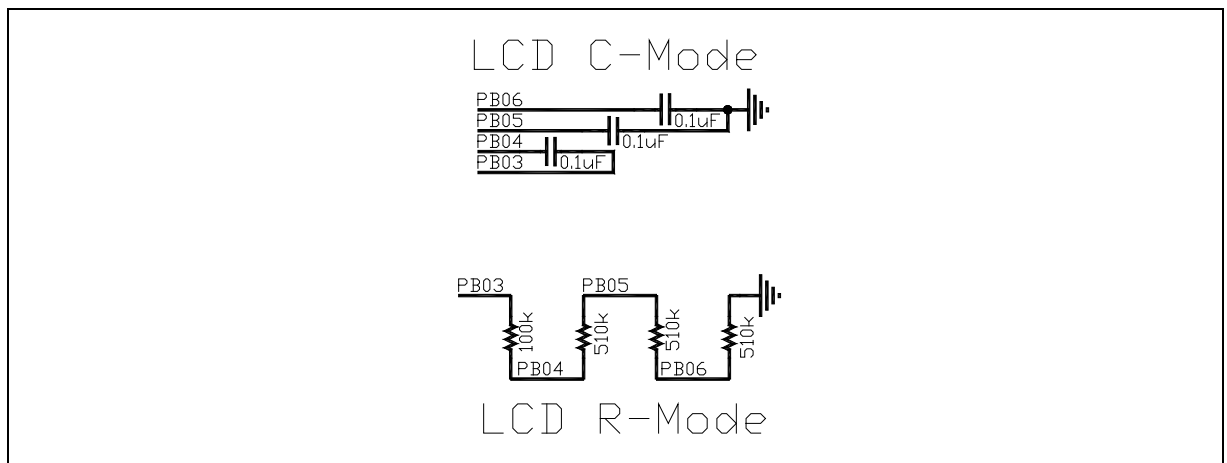 LCD C-Mode
PB06
0.1uF
PB05
0.1uF
PB04
0.1uF
PB03
PB03
PB05
100k
510k
510k
510k
PB04
PB06
LCD R-Mode